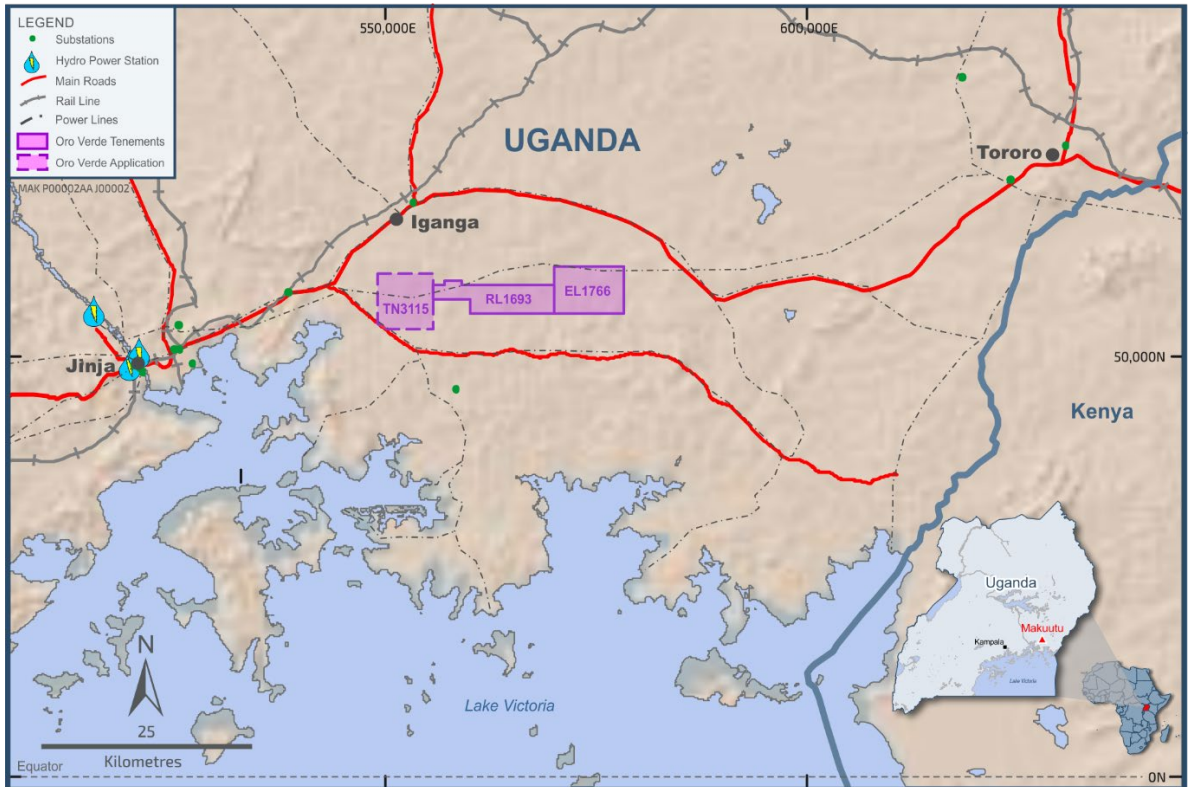 LEGEND
Substations
Hydro Power Station
Main Roads
Rail Line
Power Lines
Oro Verde Tenements
Oro Verde Application
MAK P00002AA J00002
550,000E
600,000E
UGANDA
Tororo
Iganga
TN3115
RL1693
EL1766
Jinja
50,000N
Kenya
Uganda
Makuutu
Kampala
Lake Victoria
N
25
Kilometres
Lake Victoria
Equator
0N